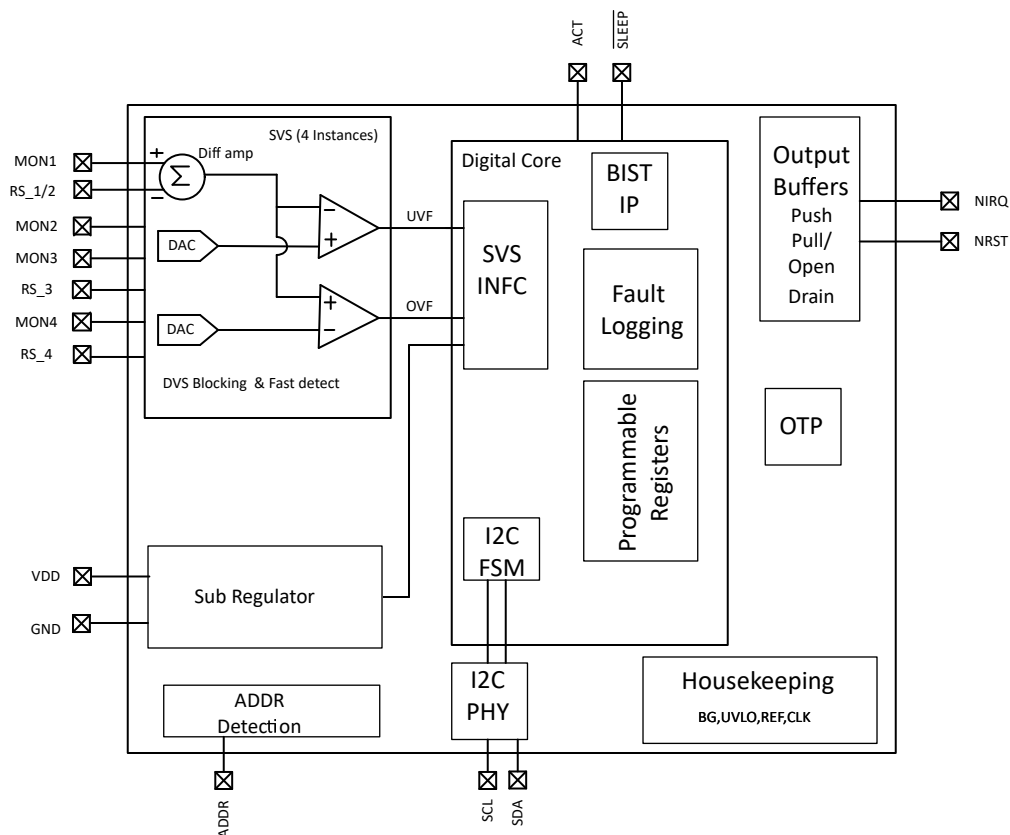 ACT
SLEEP
SVS (4 Instances)
Diff amp
+
−
Σ
MON1
RS_1/2
MON2
MON3
RS_3
MON4
RS_4
DAC
−
+
UVF
DAC
+
−
OVF
DVS Blocking & Fast detect
Digital Core
BIST
IP
SVS
INFC
Fault
Logging
Programmable
Registers
I2C
FSM
Output
Buffers
Push
Pull/
Open
Drain
NIRQ
NRST
OTP
VDD
GND
Sub Regulator
ADDR
Detection
I2C
PHY
Housekeeping
BG,UVLO,REF,CLK
ADDR
SCL
SDA